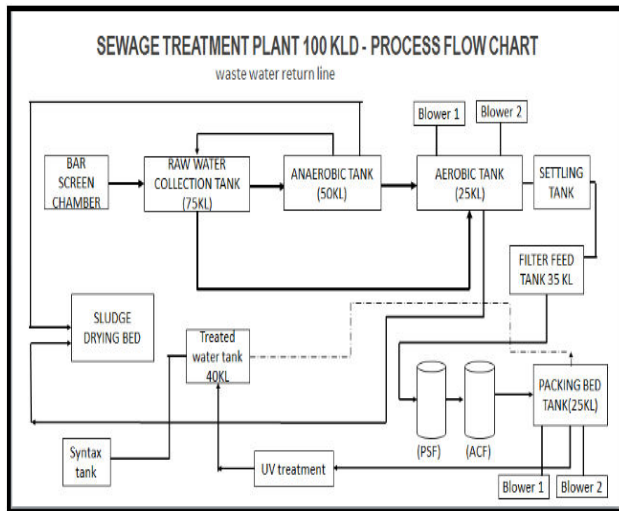 SEWAGE TREATMENT PLANT 100 KLD - PROCESS FLOW CHART
waste water return line
Blower 1
Blower 2
BAR
SCREEN
CHAMBER
RAW WATER
COLLECTION TANK
(75KL)
ANAEROBIC TANK
(50KL)
AEROBIC TANK
(25KL)
SETTLING
TANK
FILTER FEED
TANK 35 KL
SLUDGE
DRYING BED
Treated
water tank
40KL
PACKING BED
TANK(25KL)
(PSF)
(ACF)
Syntax
tank
UV treatment
Blower 1
Blower 2